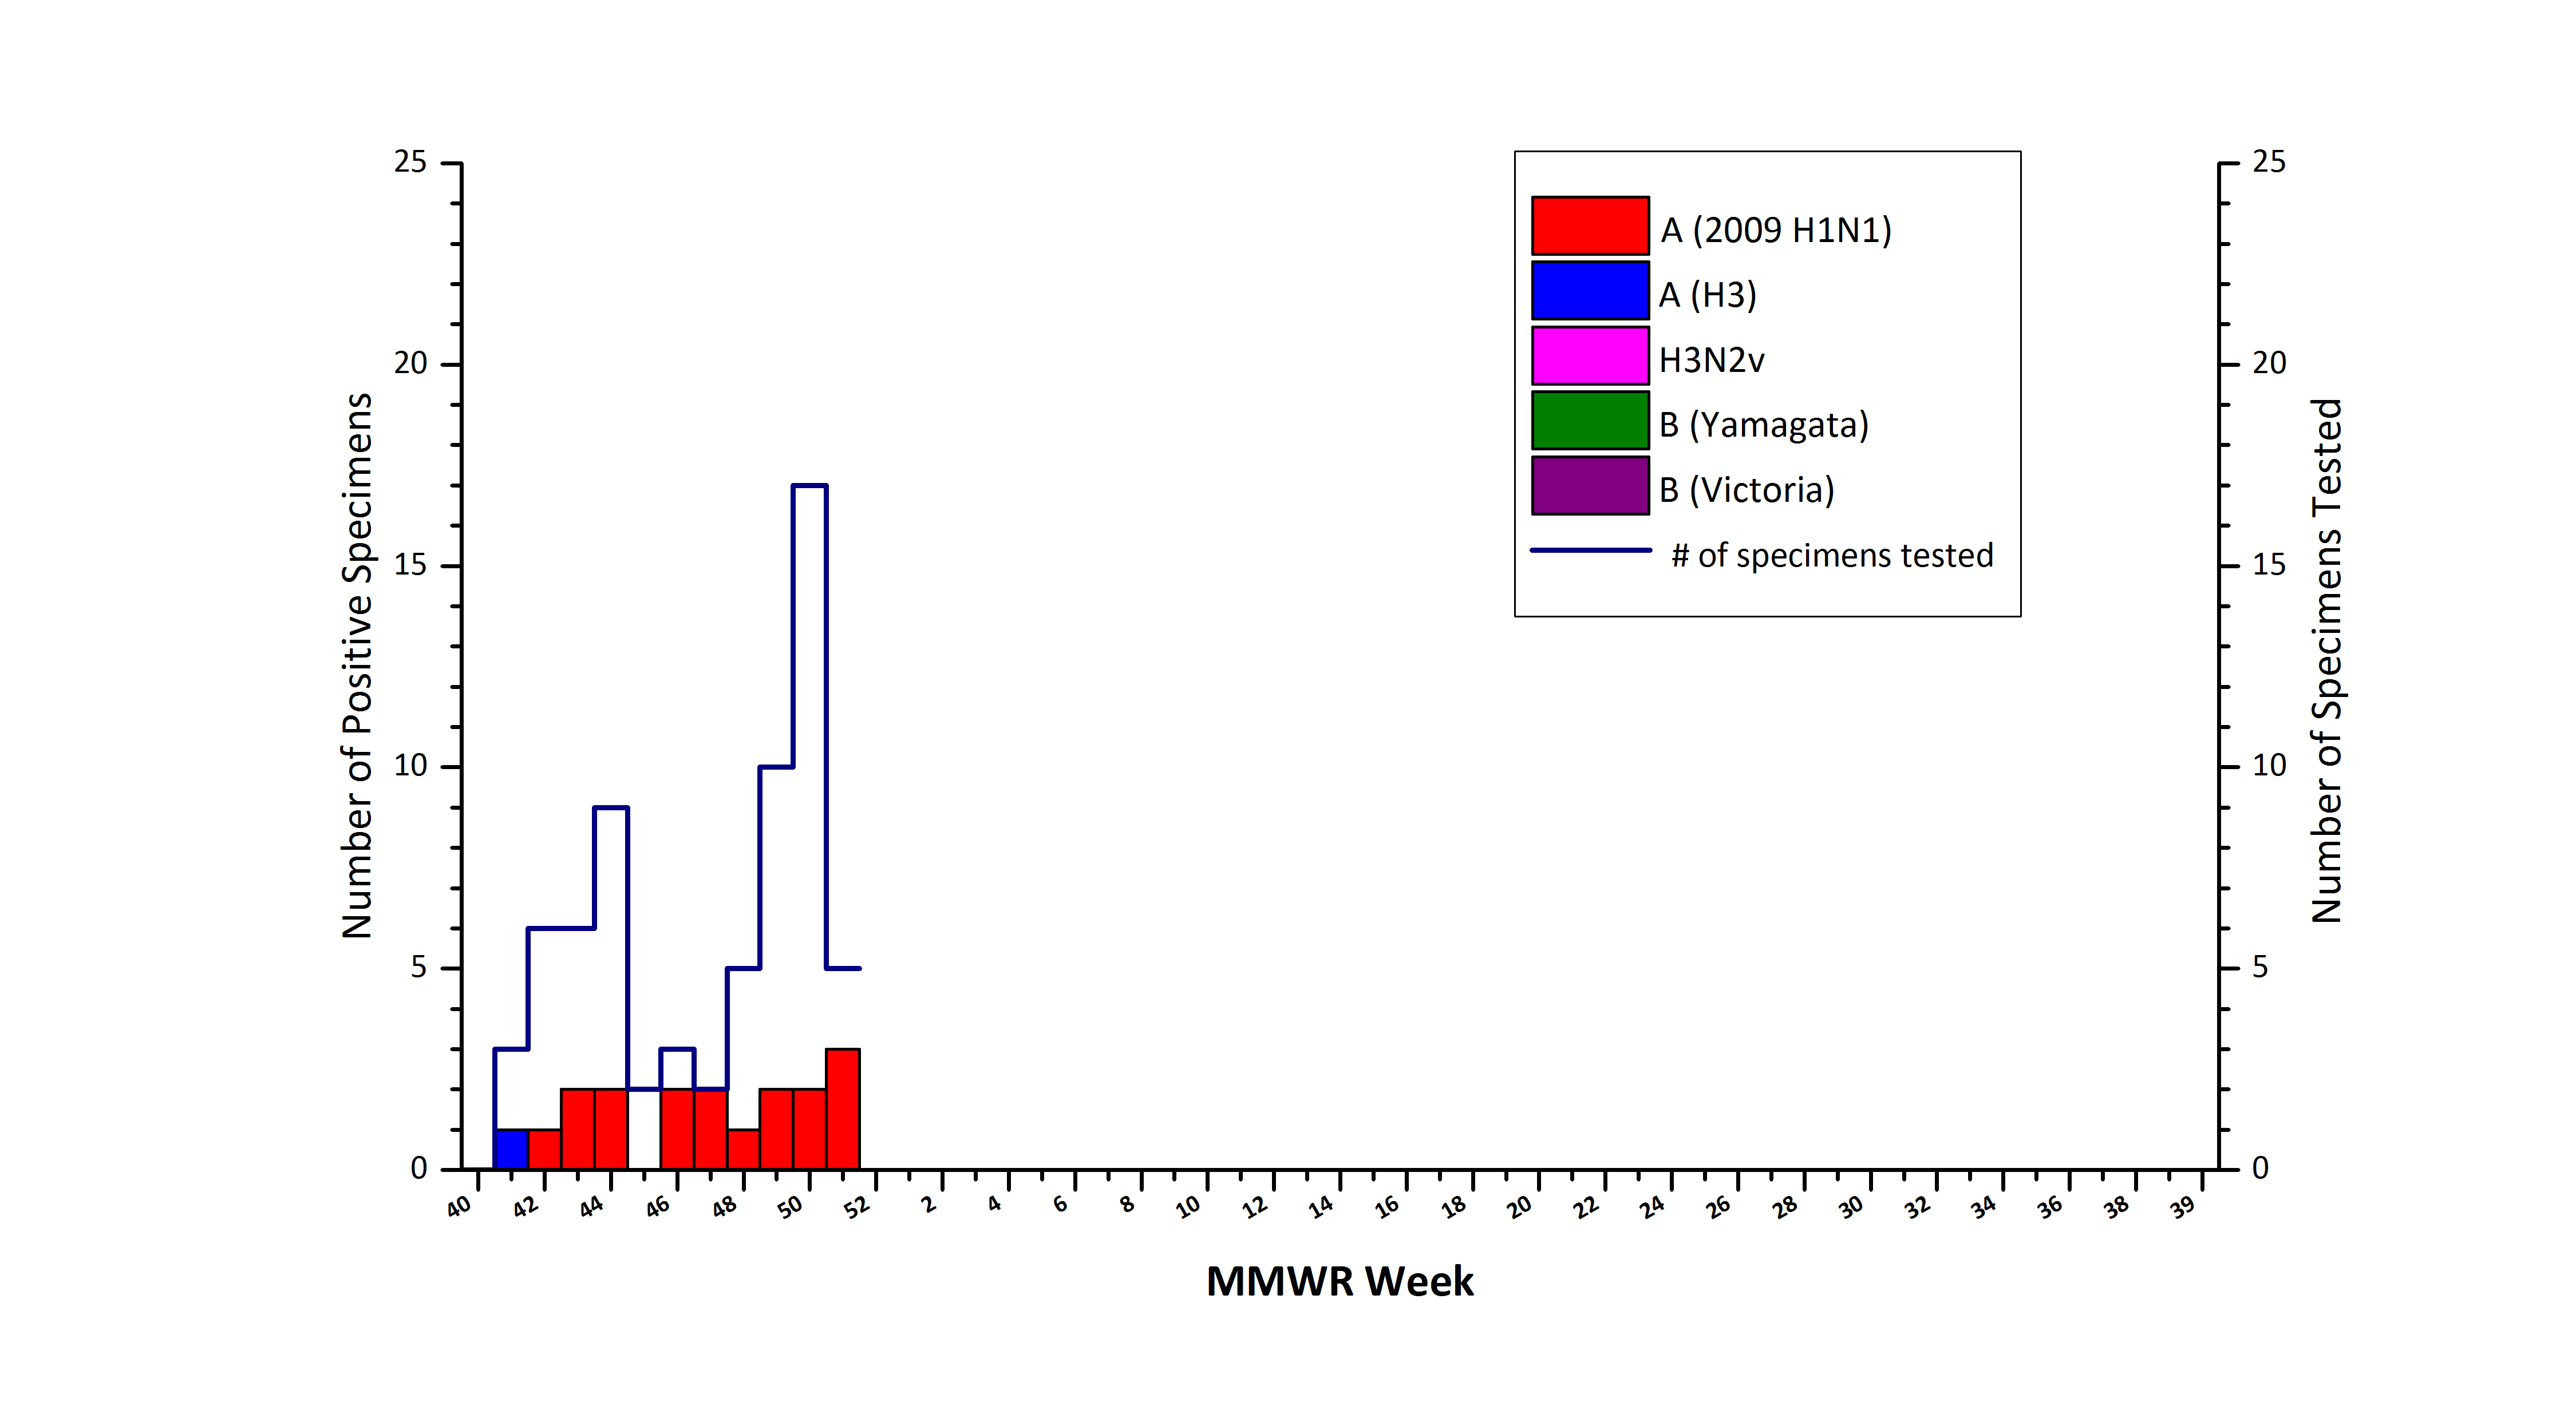 25
20
15
10
5
0
Number of Positive Specimens
A (2009 H1N1)
A (H3)
H3N2v
B (Yamagata)
B (Victoria)
# of specimens tested
25
20
15
10
5
0
Number of Specimens Tested
40 42 44 46 48 50 52 2 4 6 8 10 12 14 16 18 20 22 24 26 28 30 32 34 36 38 39
MMWR Week